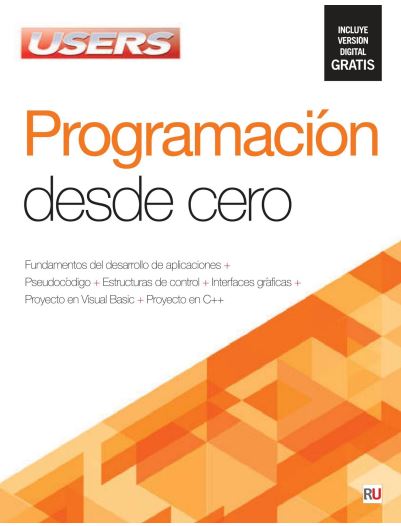 USERS
INCLUYE
VERSIÓN
DIGITAL
GRATIS
Programación
desde cero
Fundamentos del desarrollo de aplicaciones +
Pseudocódigo + Estructuras de control + Interfaces gráficas +
Proyecto en Visual Basic + Proyecto en C++
RU